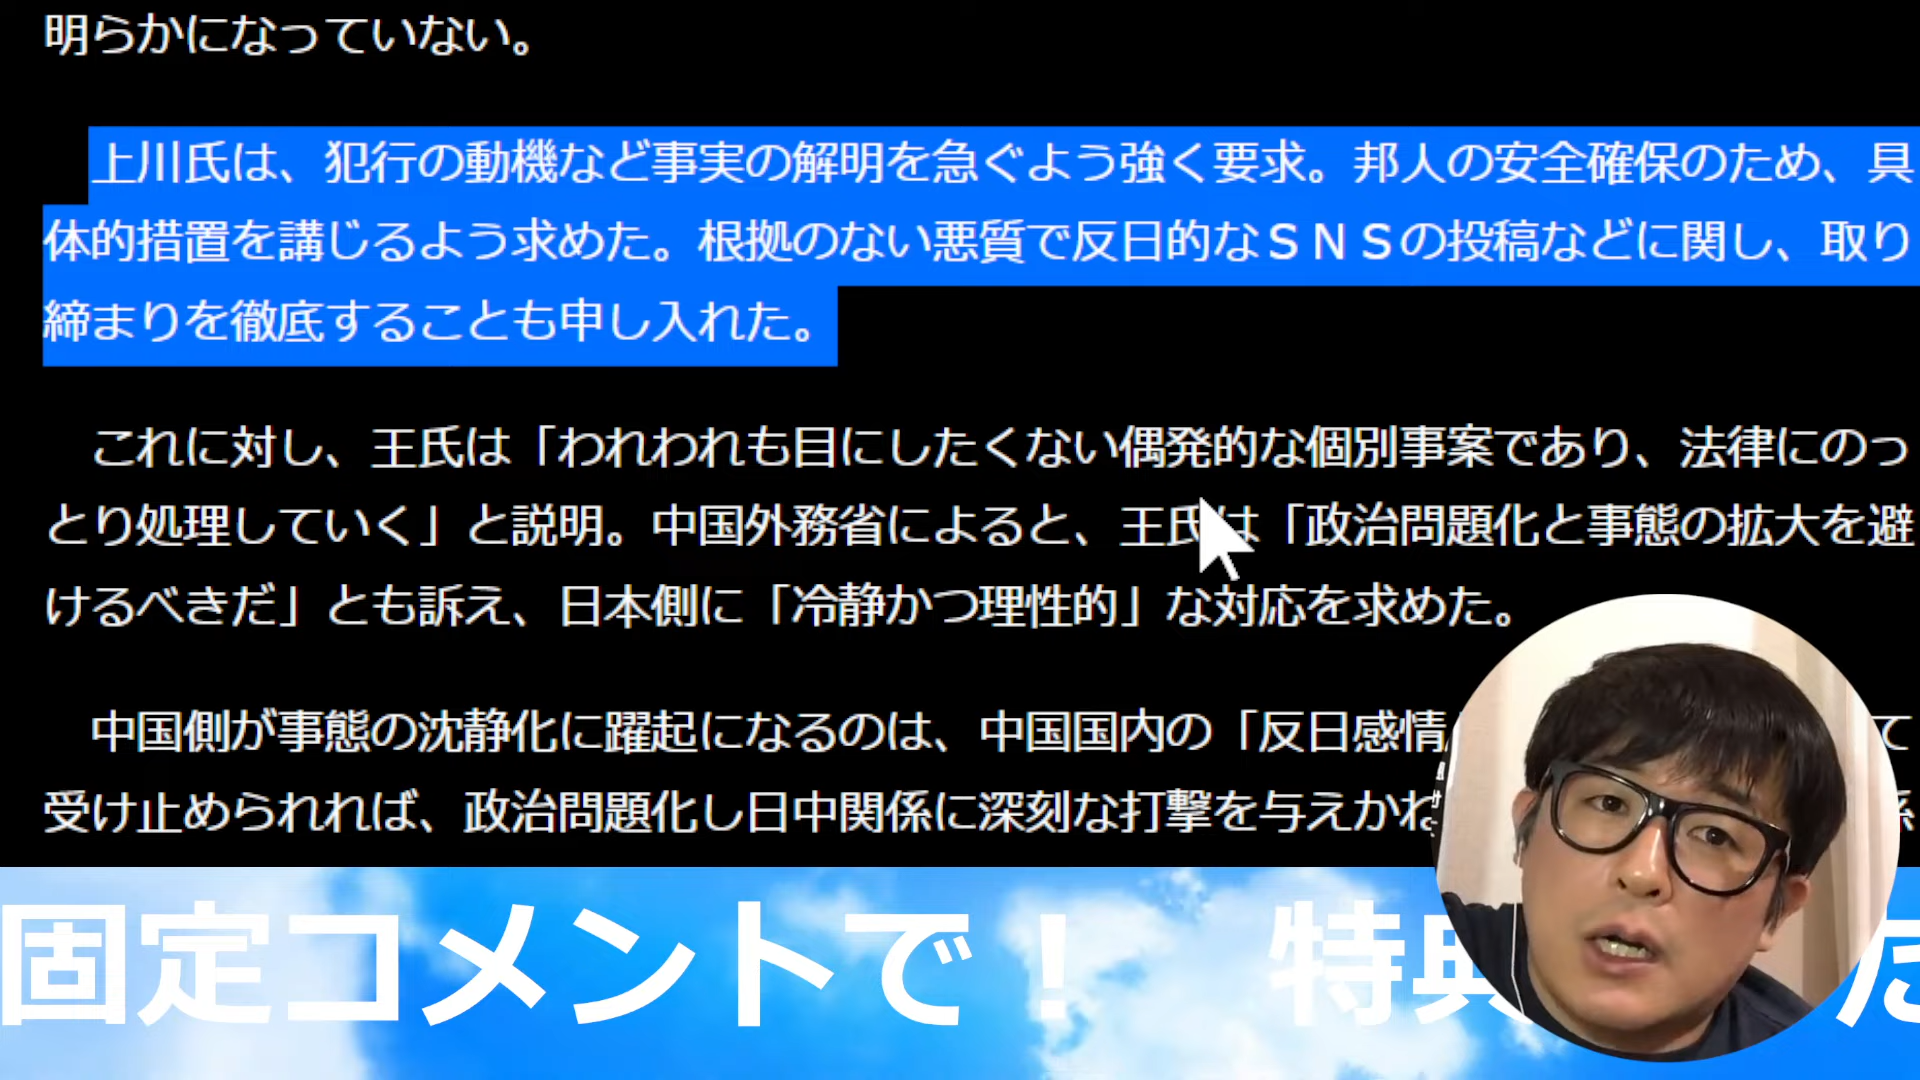 明らかになっていない。
上川氏は、犯行の動機など事実の解明を急ぐよう強く要求。邦人の安全確保のため、具
体的措置を講じるよう求めた。根拠のない悪質で反日的なＳＮＳの投稿などに関し、取り
締まりを徹底することも申し入れた。
これに対し、王氏は「われわれも目にしたくない偶発的な個別事案であり、法律にのっ
とり処理していく」と説明。中国外務省によると、王氏は「政治問題化と事態の拡大を避
けるべきだ」とも訴え、日本側に「冷静かつ理性的」な対応を求めた。
中国側が事態の沈静化に躍起になるのは、中国国内の「反日感情 て
受け止められれば、政治問題化し日中関係に深刻な打撃を与えかね
固定コメントで！ 特典